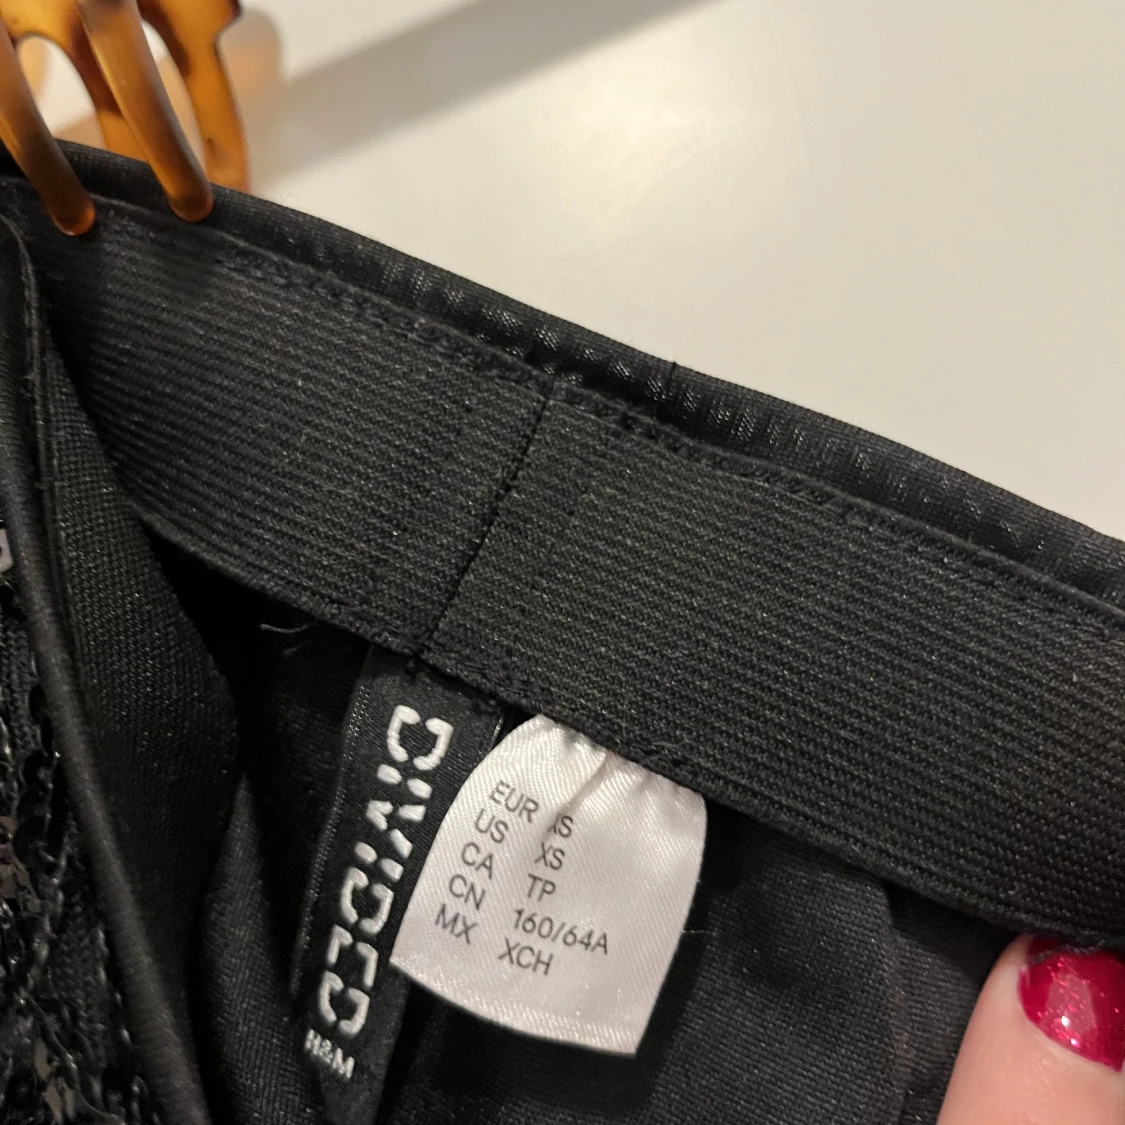 DIVIDED
H&M
EUR XS
US XS
CA TP
CN 160/64A
MX XCH